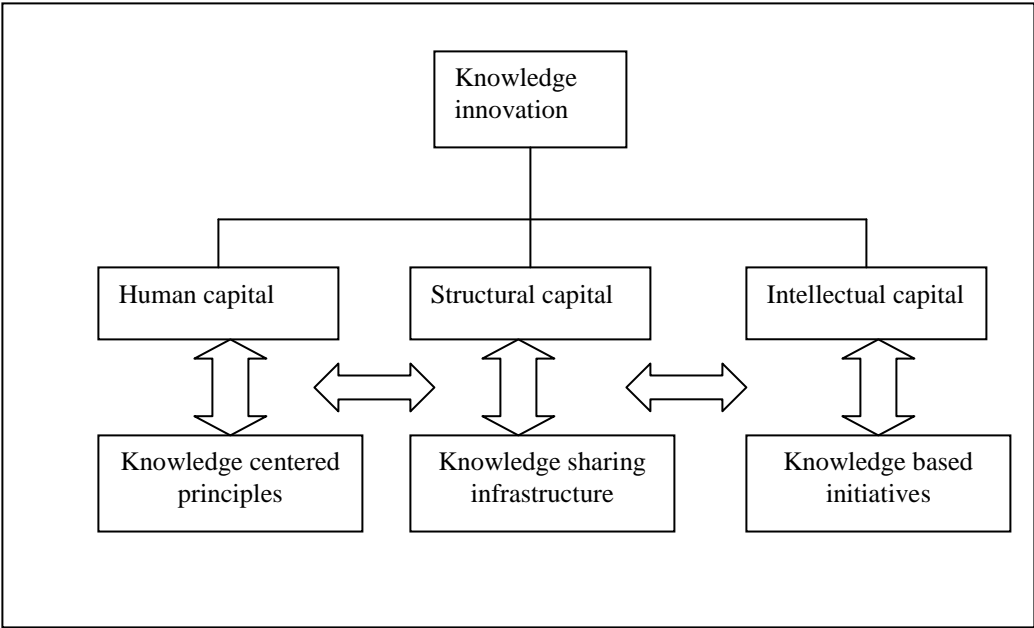 Knowledge
innovation
Human capital
Structural capital
Intellectual capital
Knowledge centered
principles
Knowledge sharing
infrastructure
Knowledge based
initiatives